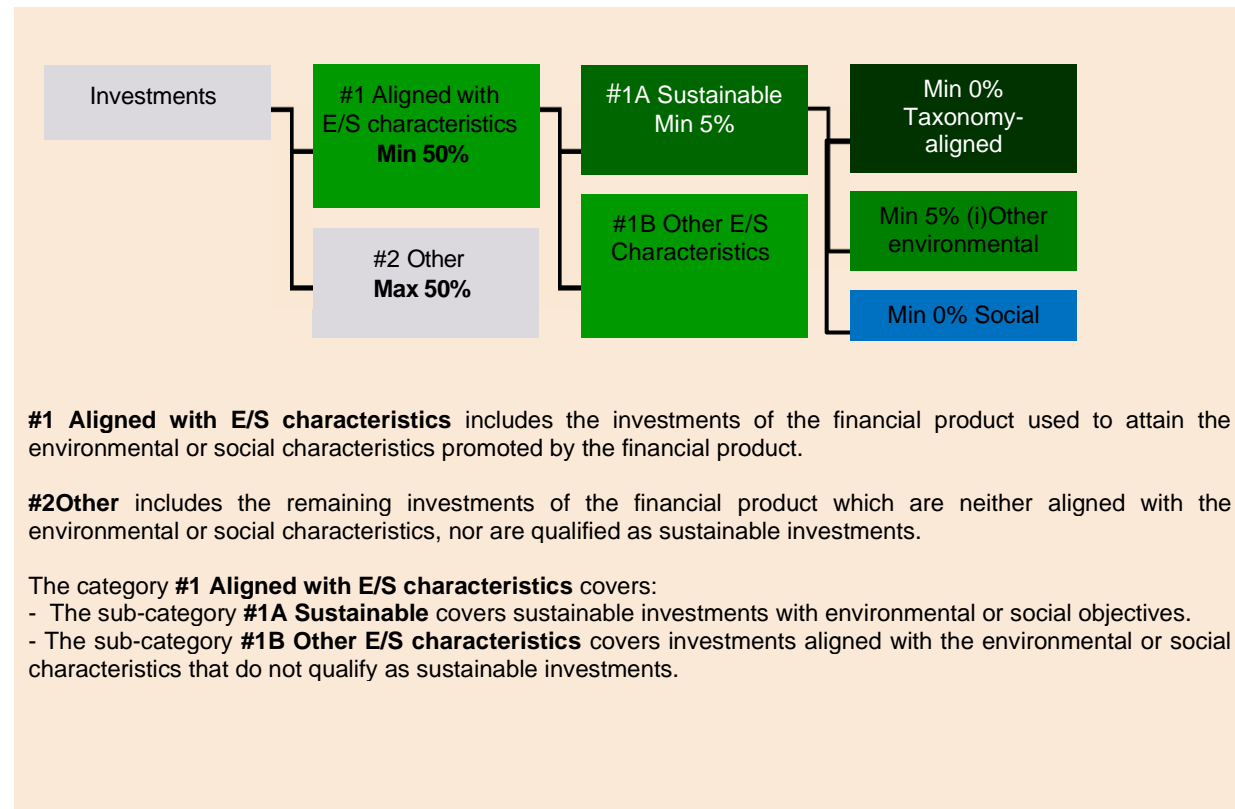 Investments
#1 Aligned with
E/S characteristics
Min 50%
#2 Other
Max 50%
#1A Sustainable
Min 5%
#1B Other E/S
Characteristics
Min 0%
Taxonomy-
aligned
Min 5% (i)Other
environmental
Min 0% Social
#1 Aligned with E/S characteristics includes the investments of the financial product used to attain the
environmental or social characteristics promoted by the financial product.
#2Other includes the remaining investments of the financial product which are neither aligned with the
environmental or social characteristics, nor are qualified as sustainable investments.
The category #1 Aligned with E/S characteristics covers:
- The sub-category #1A Sustainable covers sustainable investments with environmental or social objectives.
- The sub-category #1B Other E/S characteristics covers investments aligned with the environmental or social
characteristics that do not qualify as sustainable investments.